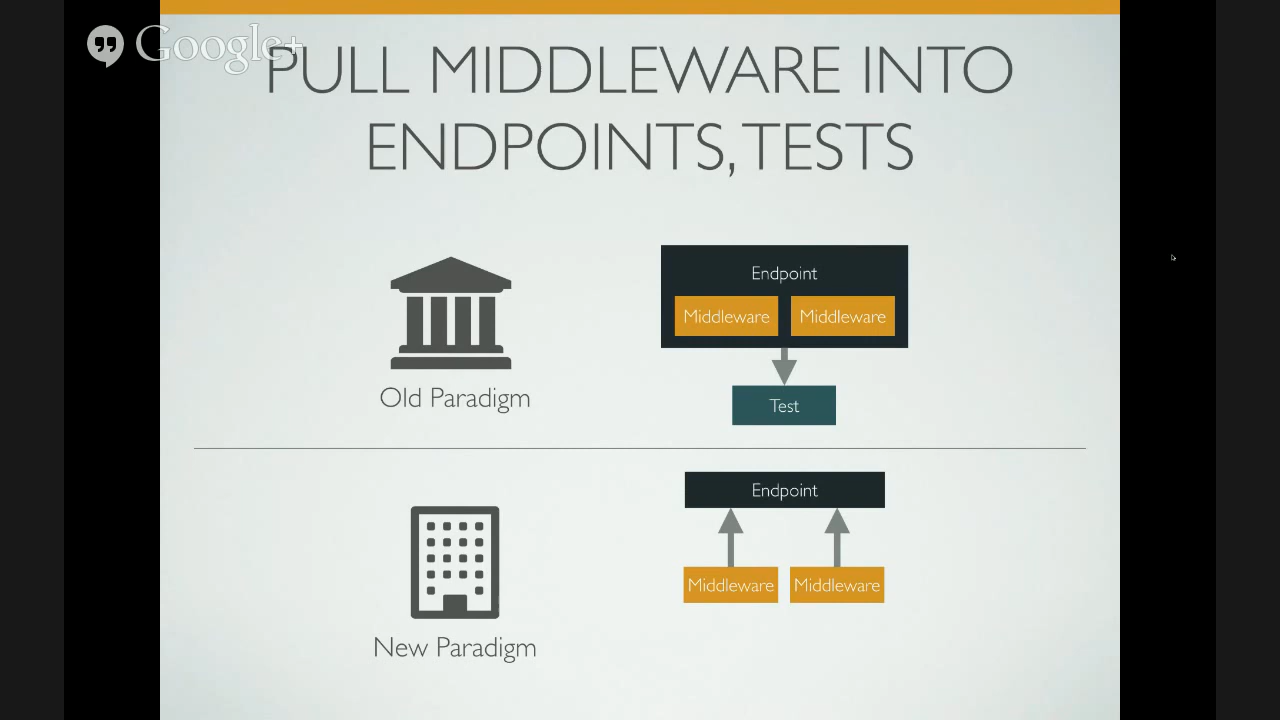 Google+
PULL MIDDLEWARE INTO
ENDPOINTS, TESTS
Endpoint
Middleware Middleware
Old Paradigm
Test
Endpoint
Middleware Middleware
New Paradigm